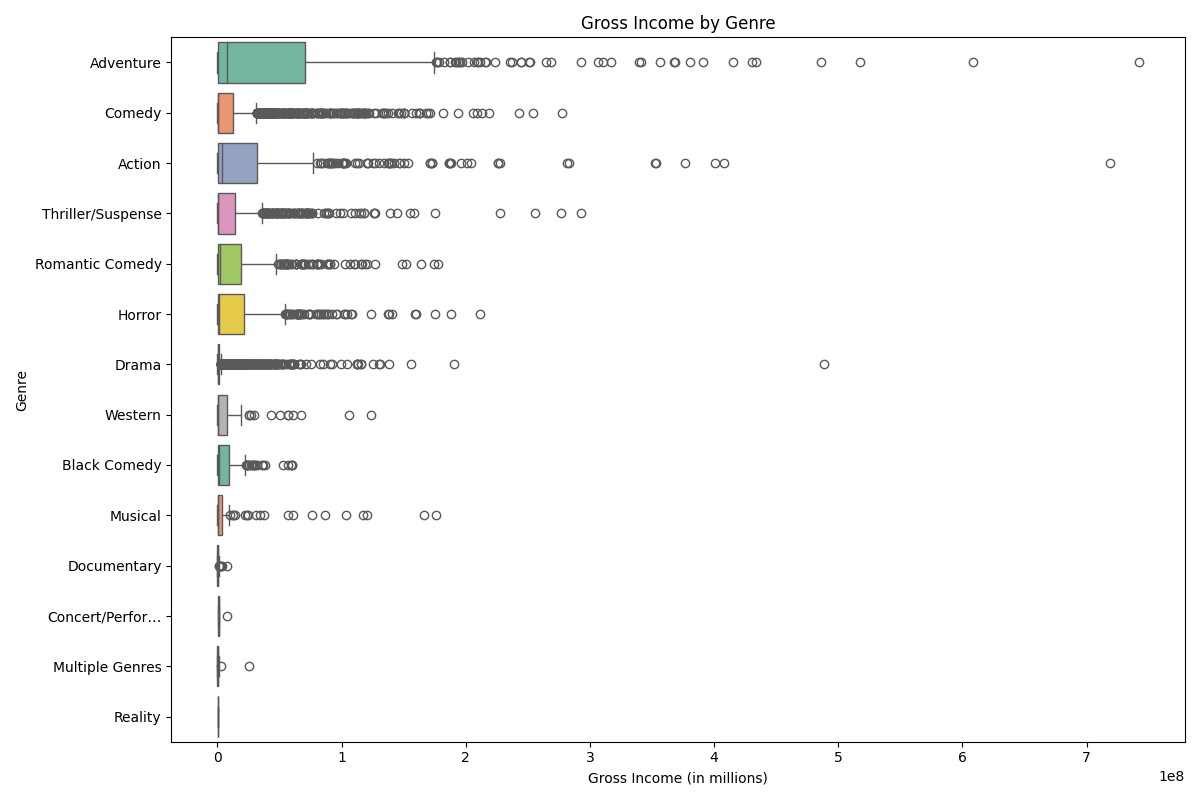 Gross Income by Genre
Adventure
Comedy
Action
Thriller/Suspense
Romantic Comedy
Horror
Drama
Western
Black Comedy
Musical
Documentary
Concert/Perfor...
Multiple Genres
Reality
Genre
0 1 2 3 4 5 6 7
1e8
Gross Income (in millions)